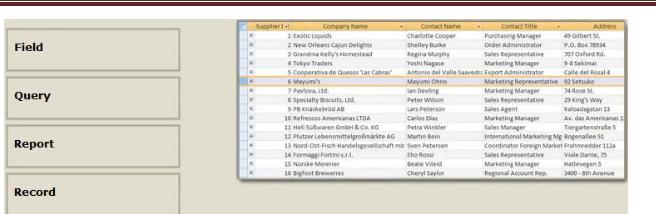 Field
Query
Report
Record
Supplier I Company Name Contact Name Contact Title Address
1 Exotic Liquids Charlotte Cooper Purchasing Manager 49 Gilbert St.
2 New Orleans Cajun Delights Shelley Burke Order Administrator P.O. Box 78934
3 Grandma Kelly's Homestead Regina Murphy Sales Representative 707 Oxford Rd.
4 Tokyo Traders Yoshi Nagase Marketing Manager 9-8 Sekimai
5 Cooperativa de Quesos 'Las Cabras' Antonio del Valle Saavedra Export Administrator Calle del Rosal 4
6 Mayumi's Mayumi Ohno Marketing Representative 92 Setsuko
7 Pavlova, Ltd. Ian Devling Marketing Manager 74 Rose St.
8 Specialty Biscuits, Ltd. Peter Wilson Sales Representative 29 King's Way
9 PB Knäckebröd AB Lars Peterson Sales Agent Kaloadagatan 13
10 Refrescos Americanas LTDA Carlos Diaz Marketing Manager Av. das Americanas 12
11 Heli Süßwaren GmbH & Co. KG Petra Winkler Sales Manager Tiergartenstraße 5
12 Plutzer Lebensmittelgroßmärkte AG Martin Bein International Marketing Mg Bogenallee 51
13 Nord-Ost-Fisch Handelsgesellschaft mb Sven Petersen Coordinator Foreign Market Frahmredder 112a
14 Formaggi Fortini s.r.l. Elio Rossi Sales Representative Viale Dante, 75
15 Norske Meierier Beate Vileid Marketing Manager Hatlevegen 5
16 Bigfoot Breweries Cheryl Saylor Regional Account Rep. 3400 - 8th Avenue